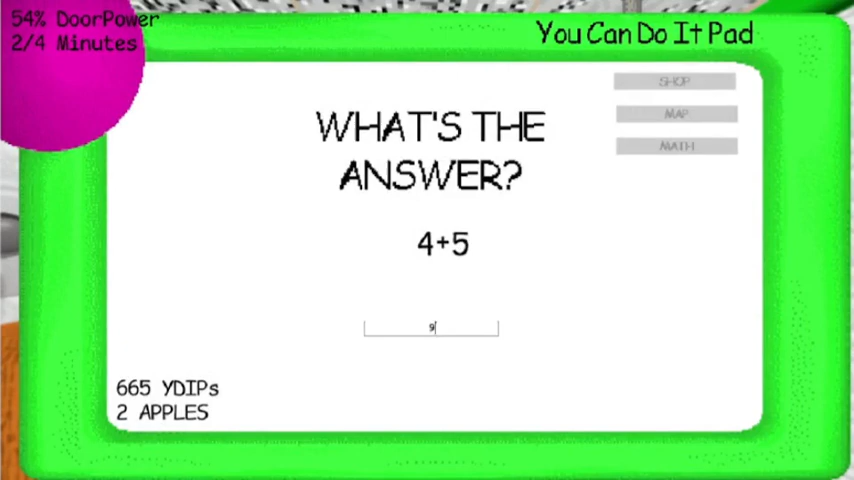 54% DoorPower
2/4 Minutes
You Can Do It Pad
SHOP
MAP
MATH
WHAT'S THE
ANSWER?
4+5
9
665 YDIPs
2 APPLES